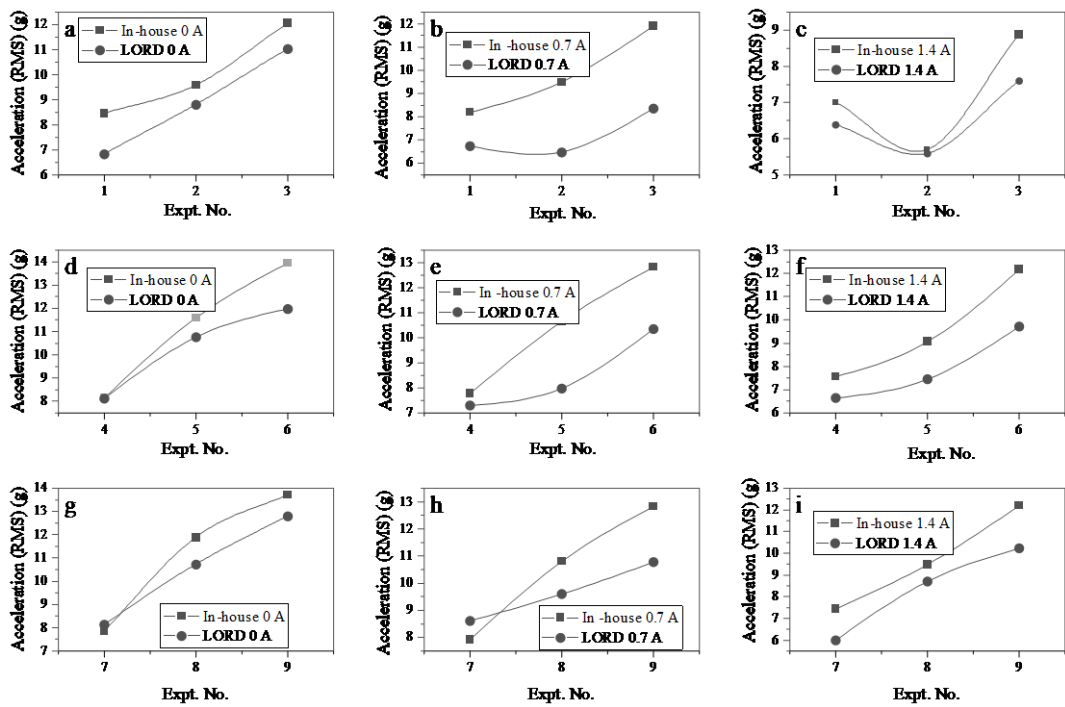 a
In-house 0 A
LORD 0 A
Acceleration (RMS) (g)
12
11
10
9
8
7
6
5
1
2
3
Expt. No.
b
In -house 0.7 A
LORD 0.7 A
Acceleration (RMS) (g)
12
11
10
9
8
7
6
1
2
3
Expt. No.
c
In-house 1.4 A
LORD 1.4 A
Acceleration (RMS) (g)
9
8
7
6
5
1
2
3
Expt. No.
d
In-house 0 A
LORD 0 A
Acceleration (RMS) (g)
14
13
12
11
10
9
8
4
5
6
Expt. No.
e
In -house 0.7 A
LORD 0.7 A
Acceleration (RMS) (g)
13
12
11
10
9
8
7
4
5
6
Expt. No.
f
In-house 1.4 A
LORD 1.4 A
Acceleration (RMS) (g)
13
12
11
10
9
8
7
6
4
5
6
Expt. No.
g
In-house 0 A
LORD 0 A
Acceleration (RMS) (g)
14
13
12
11
10
9
8
7
7
8
9
Expt. No.
h
In-house 0.7 A
LORD 0.7 A
Acceleration (RMS) (g)
13
12
11
10
9
8
7
8
9
Expt. No.
i
In-house 1.4 A
LORD 1.4 A
Acceleration (RMS) (g)
13
12
11
10
9
8
7
6
7
8
9
Expt. No.